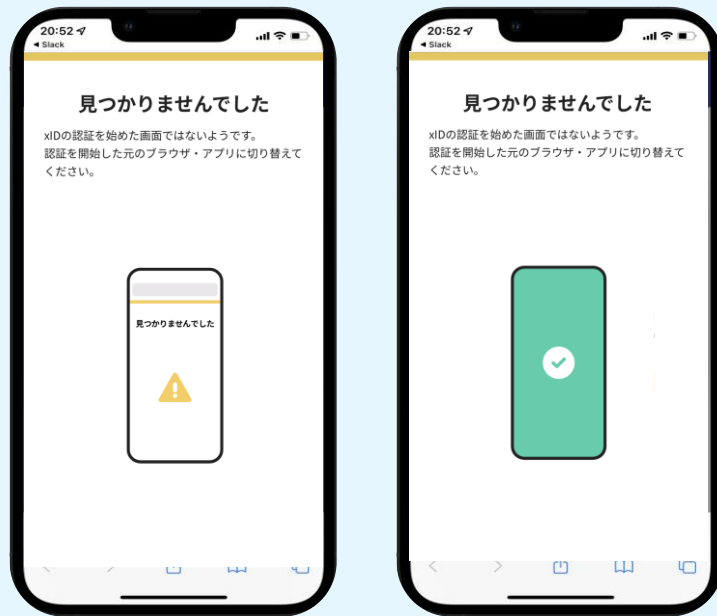 20:52
◀ Slack
見つかりませんでした
xIDの認証を始めた画面ではないようです。
認証を開始した元のブラウザ・アプリに切り替えて
ください。
見つかりませんでした
20:52
◀ Slack
見つかりませんでした
xIDの認証を始めた画面ではないようです。
認証を開始した元のブラウザ・アプリに切り替えて
ください。